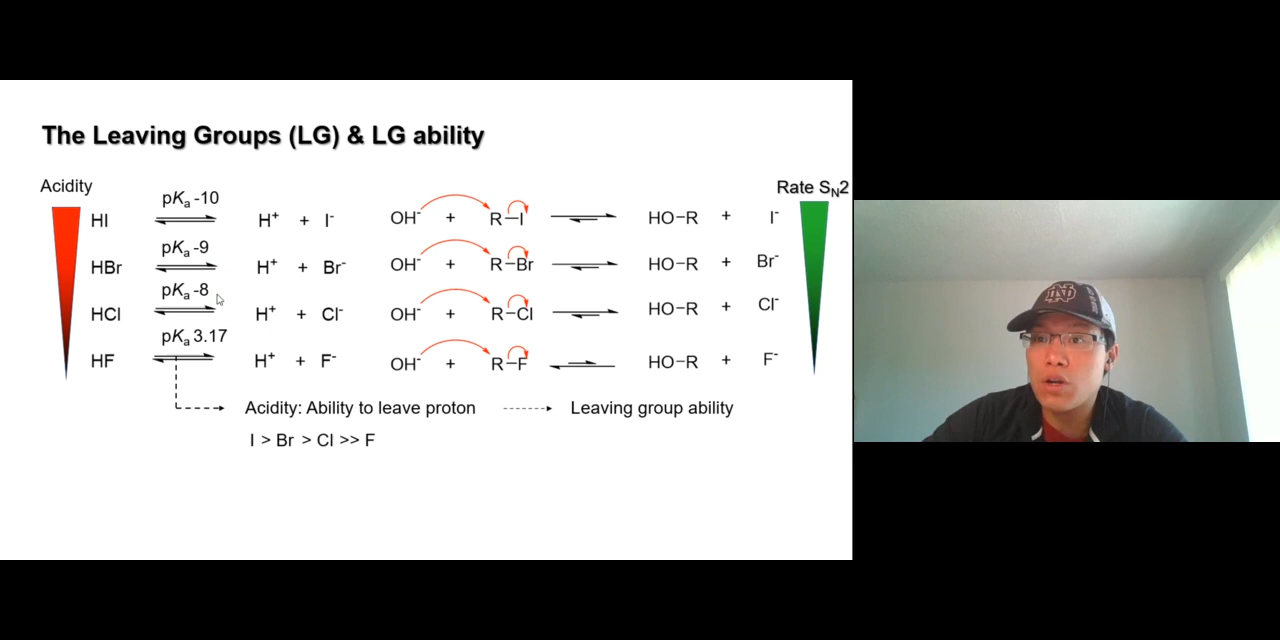 The Leaving Groups (LG) & LG ability
Acidity
Rate SN2
pKa -10
HI H⁺ + I⁻ OH⁻ + R–I HO–R + I⁻
pKa -9
HBr H⁺ + Br⁻ OH⁻ + R–Br HO–R + Br⁻
pKa -8
HCl H⁺ + Cl⁻ OH⁻ + R–Cl HO–R + Cl⁻
pKa 3.17
HF H⁺ + F⁻ OH⁻ + R–F HO–R + F⁻
Acidity: Ability to leave proton Leaving group ability
I > Br > Cl >> F
ND